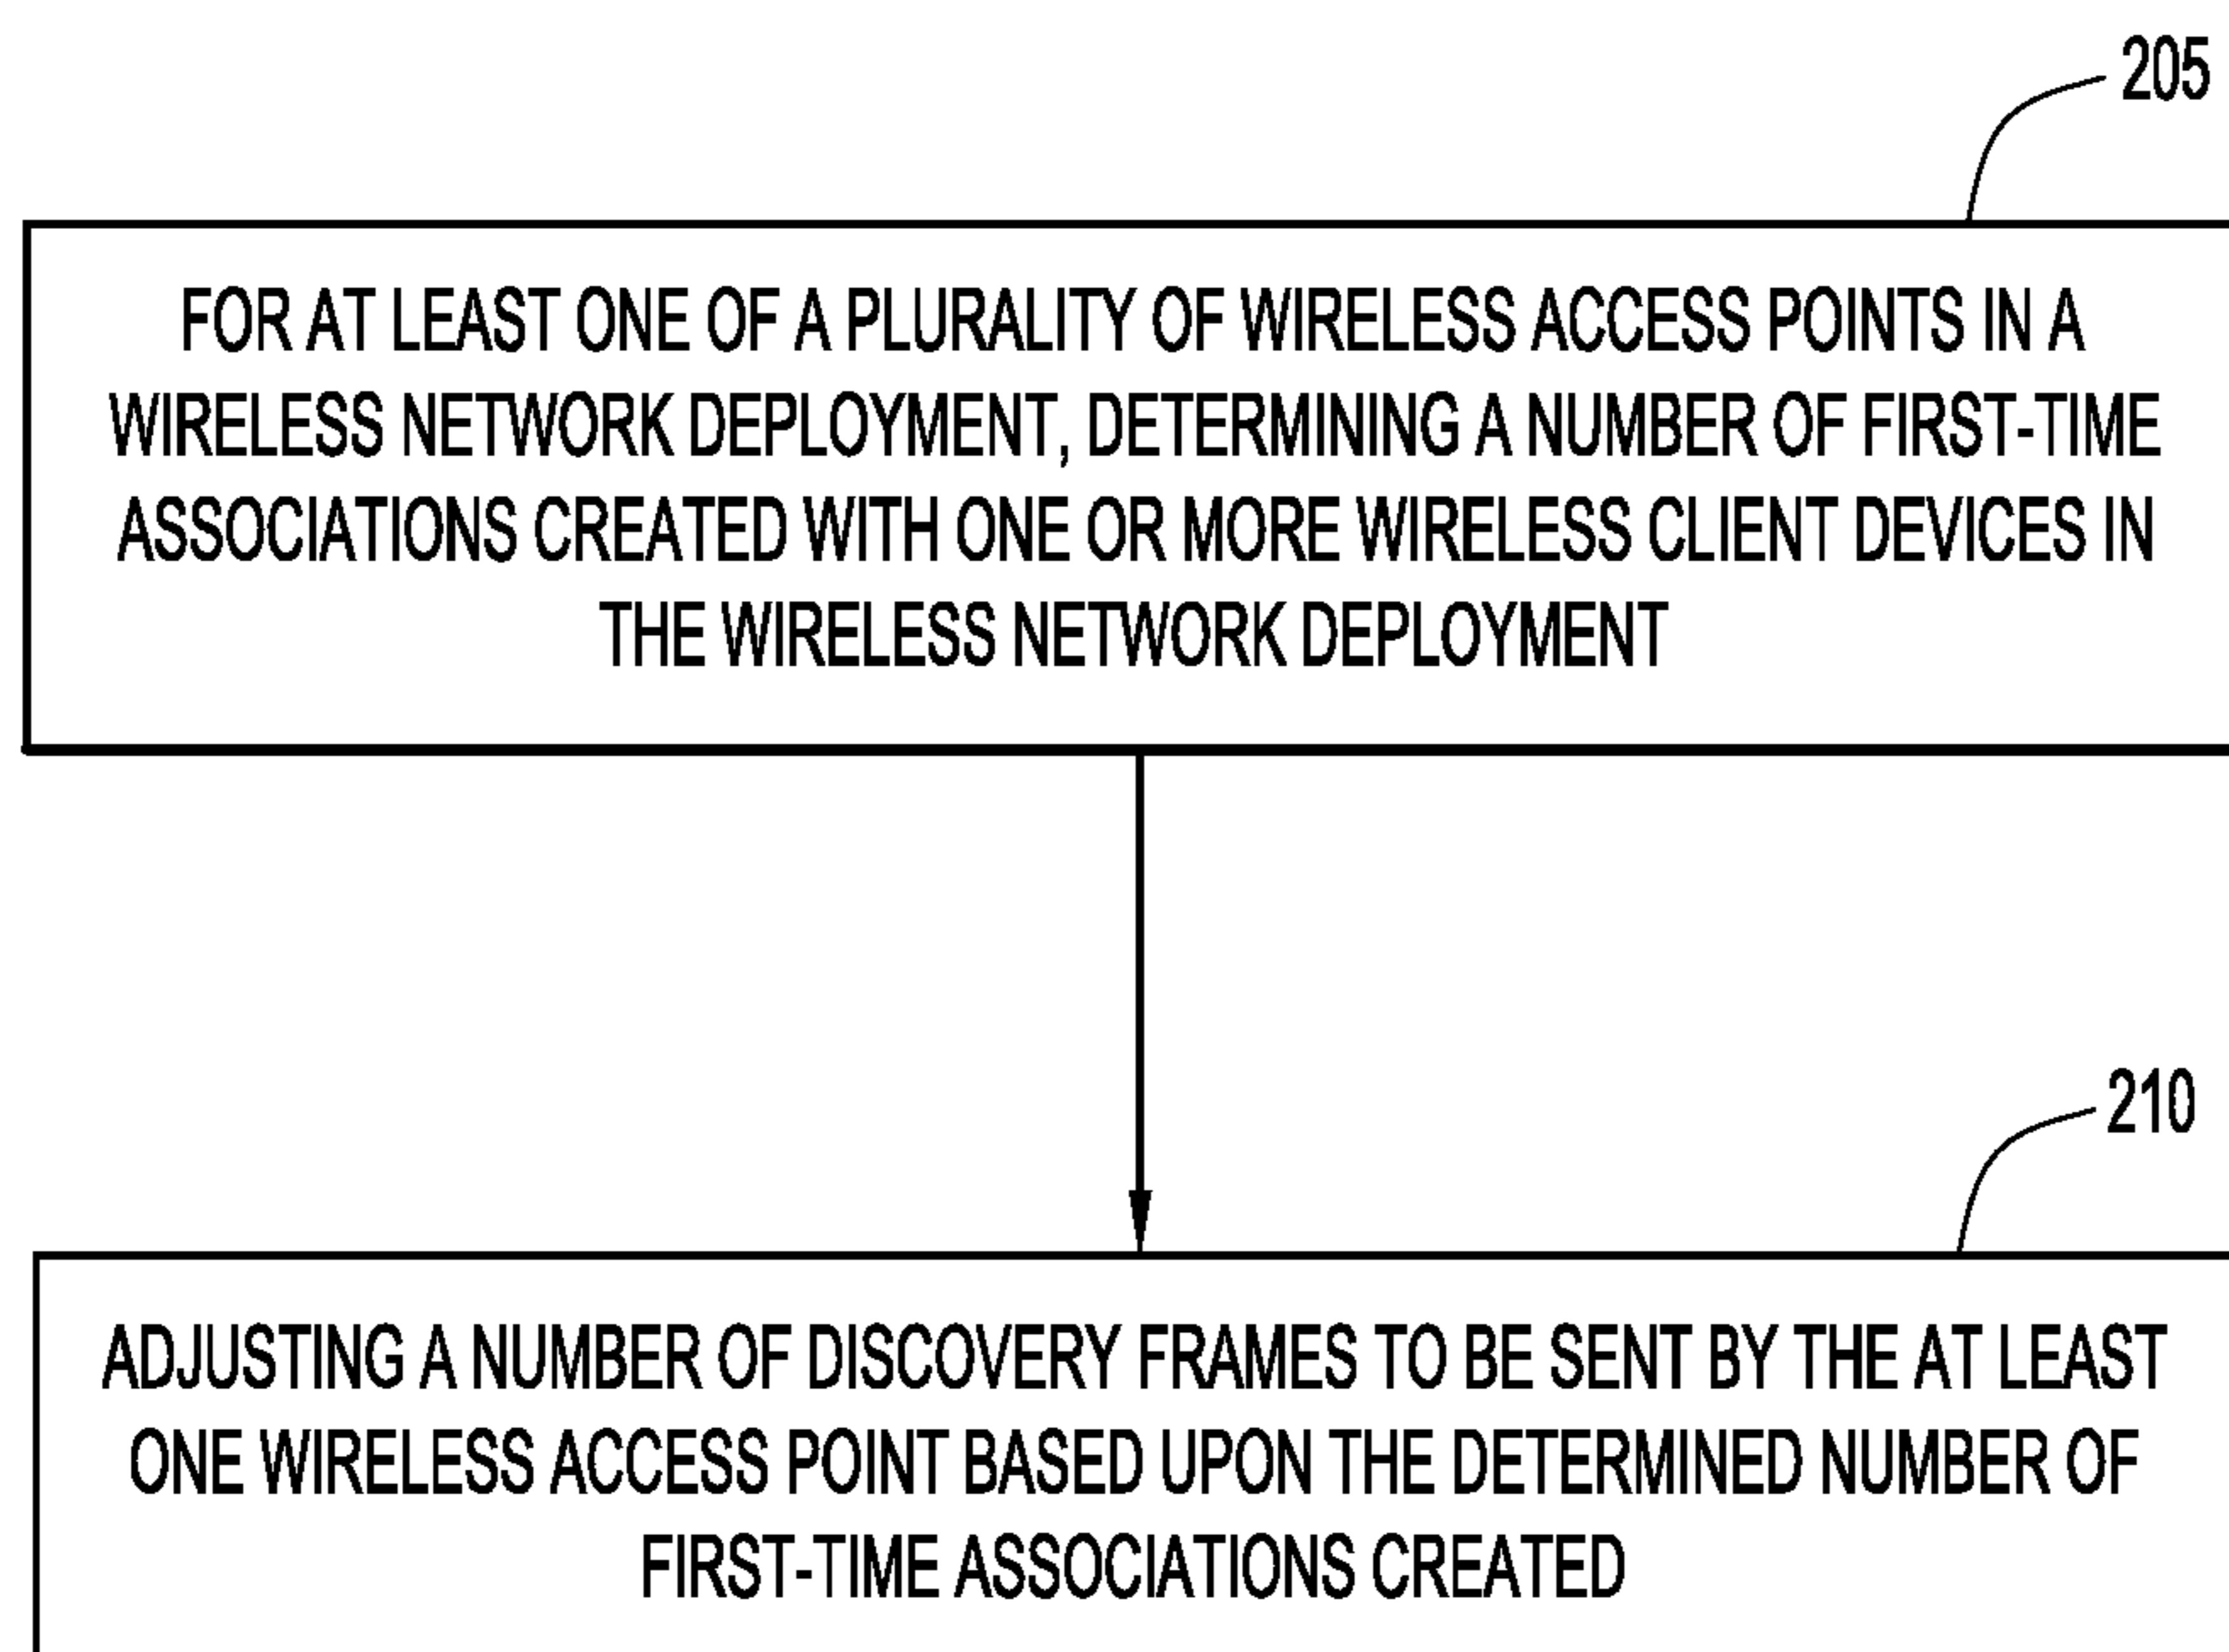 205
FOR AT LEAST ONE OF A PLURALITY OF WIRELESS ACCESS POINTS IN A
WIRELESS NETWORK DEPLOYMENT, DETERMINING A NUMBER OF FIRST-TIME
ASSOCIATIONS CREATED WITH ONE OR MORE WIRELESS CLIENT DEVICES IN
THE WIRELESS NETWORK DEPLOYMENT
210
ADJUSTING A NUMBER OF DISCOVERY FRAMES TO BE SENT BY THE AT LEAST
ONE WIRELESS ACCESS POINT BASED UPON THE DETERMINED NUMBER OF
FIRST-TIME ASSOCIATIONS CREATED